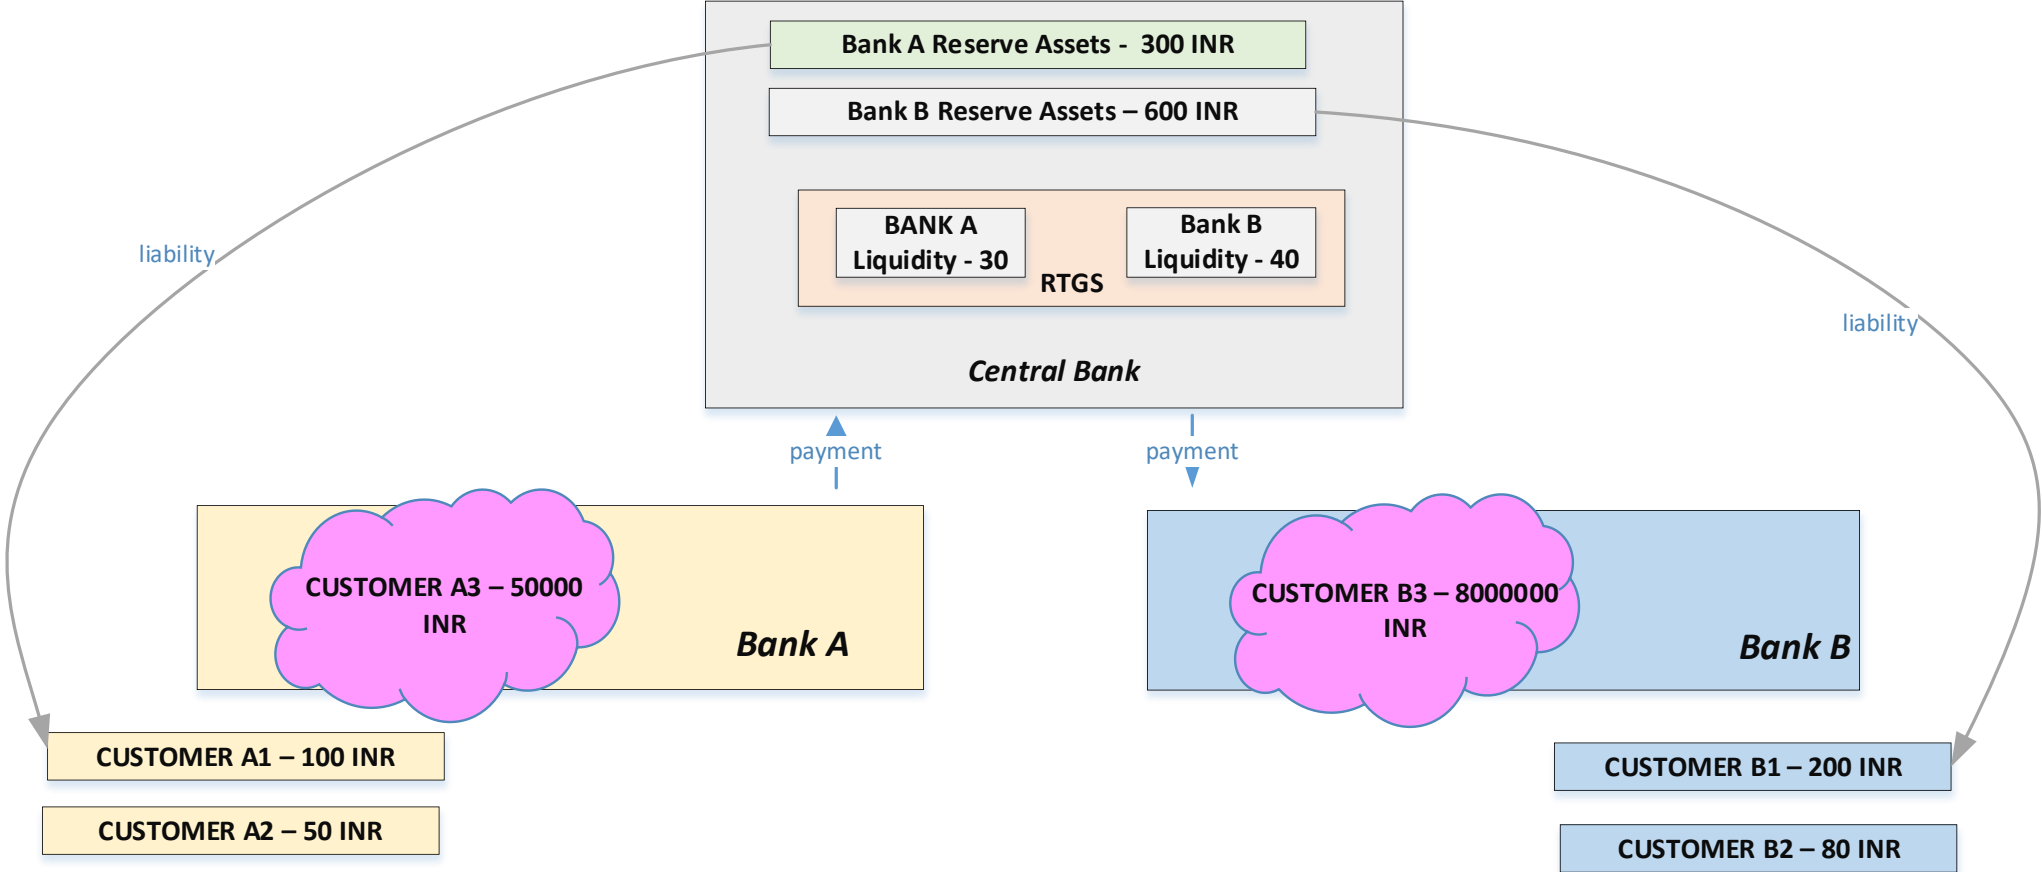 Bank A Reserve Assets -  300 INR
Bank B Reserve Assets – 600 INR
BANK A
Liquidity - 30
Bank B
Liquidity - 40
RTGS
liability
liability
Central Bank
payment
payment
CUSTOMER A3 – 50000
INR
Bank A
CUSTOMER B3 – 8000000
INR
Bank B
CUSTOMER A1 – 100 INR
CUSTOMER B1 – 200 INR
CUSTOMER A2 – 50 INR
CUSTOMER B2 – 80 INR